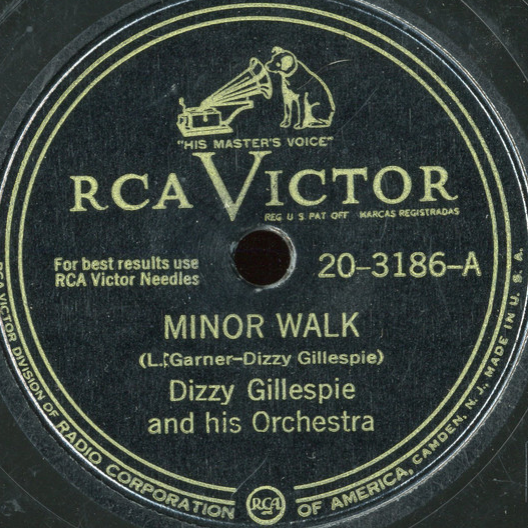 "HIS MASTER'S VOICE"
RCA VICTOR
REG U S PAT OFF MARCAS REGISTRADAS
For best results use
RCA Victor Needles
20-3186-A
MINOR WALK
(L. Garner-Dizzy Gillespie)
Dizzy Gillespie
and his Orchestra
RCA VICTOR DIVISION OF RADIO CORPORATION RCA OF AMERICA, CAMDEN, N. J., MADE IN U. S. A.